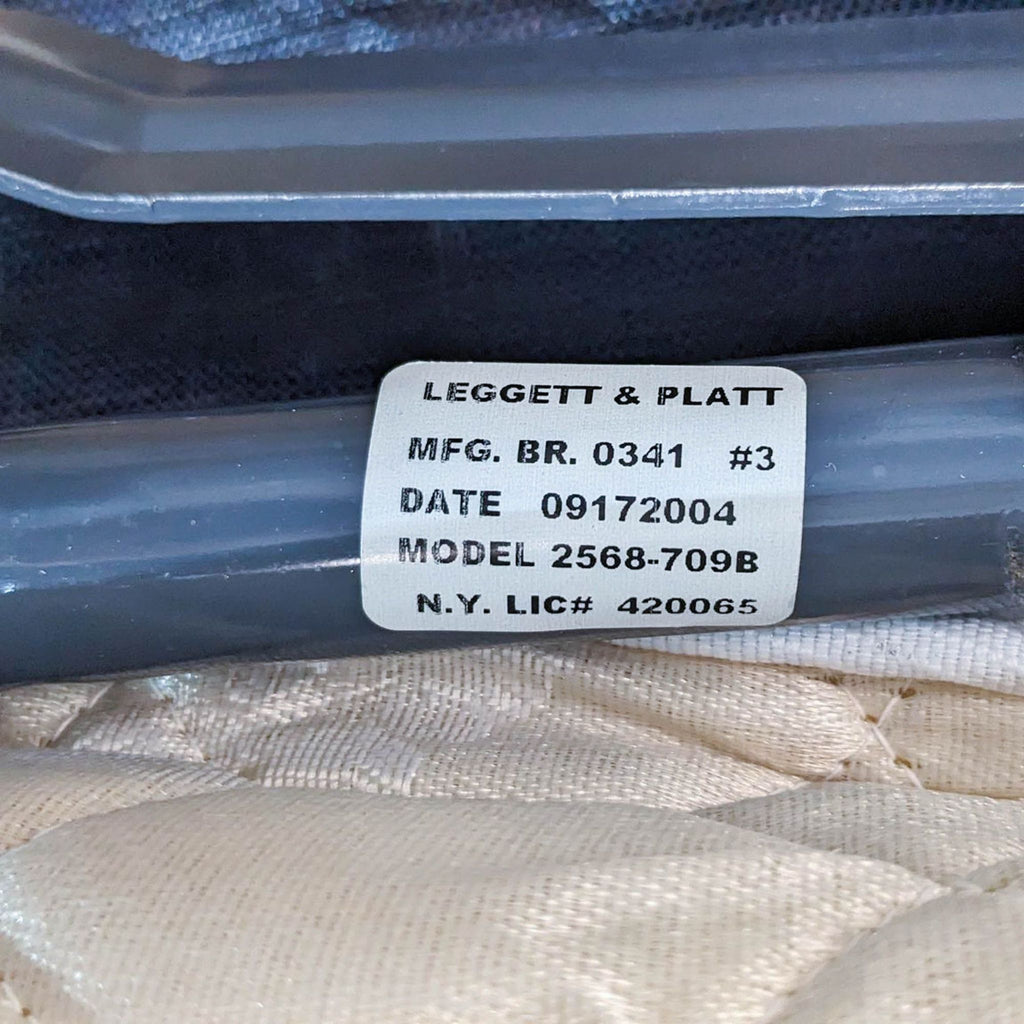 LEGGETT & PLATT
MFG. BR. 0341 #3
DATE 09172004
MODEL 2568-709B
N.Y. LIC# 420065